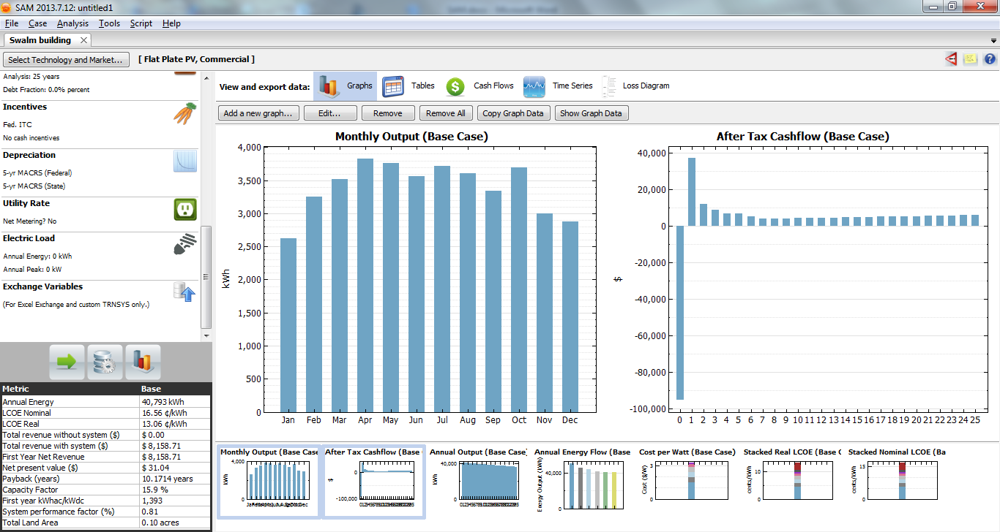 SAM 2013.7.12: untitled1
File Case Analysis Tools Script Help
Swalm building
Select Technology and Market... [ Flat Plate PV, Commercial ]
Analysis: 25 years
Debt Fraction: 0.0% percent
Incentives
Fed. ITC
No cash incentives
Depreciation
5-yr MACRS (Federal)
5-yr MACRS (State)
Utility Rate
Net Metering? No
Electric Load
Annual Energy: 0 kWh
Annual Peak: 0 kW
Exchange Variables
(For Excel Exchange and custom TRNSYS only.)
Metric Base
Annual Energy 40,793 kWh
LCOE Nominal 16.56 ¢/kWh
LCOE Real 13.06 ¢/kWh
Total revenue without system ($) $ 0.00
Total revenue with system ($) $ 8,158.71
First Year Net Revenue $ 8,158.71
Net present value ($) $ 31.04
Payback (years) 10.1714 years
Capacity Factor 15.9 %
First year kWhac/kWdc 1,393
System performance factor (%) 0.81
Total Land Area 0.10 acres
View and export data: Graphs Tables Cash Flows Time Series Loss Diagram
Add a new graph... Edit... Remove Remove All Copy Graph Data Show Graph Data
Monthly Output (Base Case)
4,000
3,500
3,000
2,500
2,000
1,500
1,000
500
0
kWh
Jan Feb Mar Apr May Jun Jul Aug Sep Oct Nov Dec
After Tax Cashflow (Base Case)
40,000
20,000
0
-20,000
-40,000
-60,000
-80,000
-100,000
$
0 1 2 3 4 5 6 7 8 9 10 11 12 13 14 15 16 17 18 19 20 21 22 23 24 25
Monthly Output (Base Case
4,000
kWh
0
After Tax Cashflow (Base
0
$
-100,000
Annual Output (Base Case)
40,000
kWh
0
Annual Energy Flow (Base
Energy Output (kWh)
40,000
0
Cost per Watt (Base Case)
3
Cost ($/W)
0
Stacked Real LCOE (Base C
10
cents/kWh
0
Stacked Nominal LCOE (Ba
15
cents/kWh
0